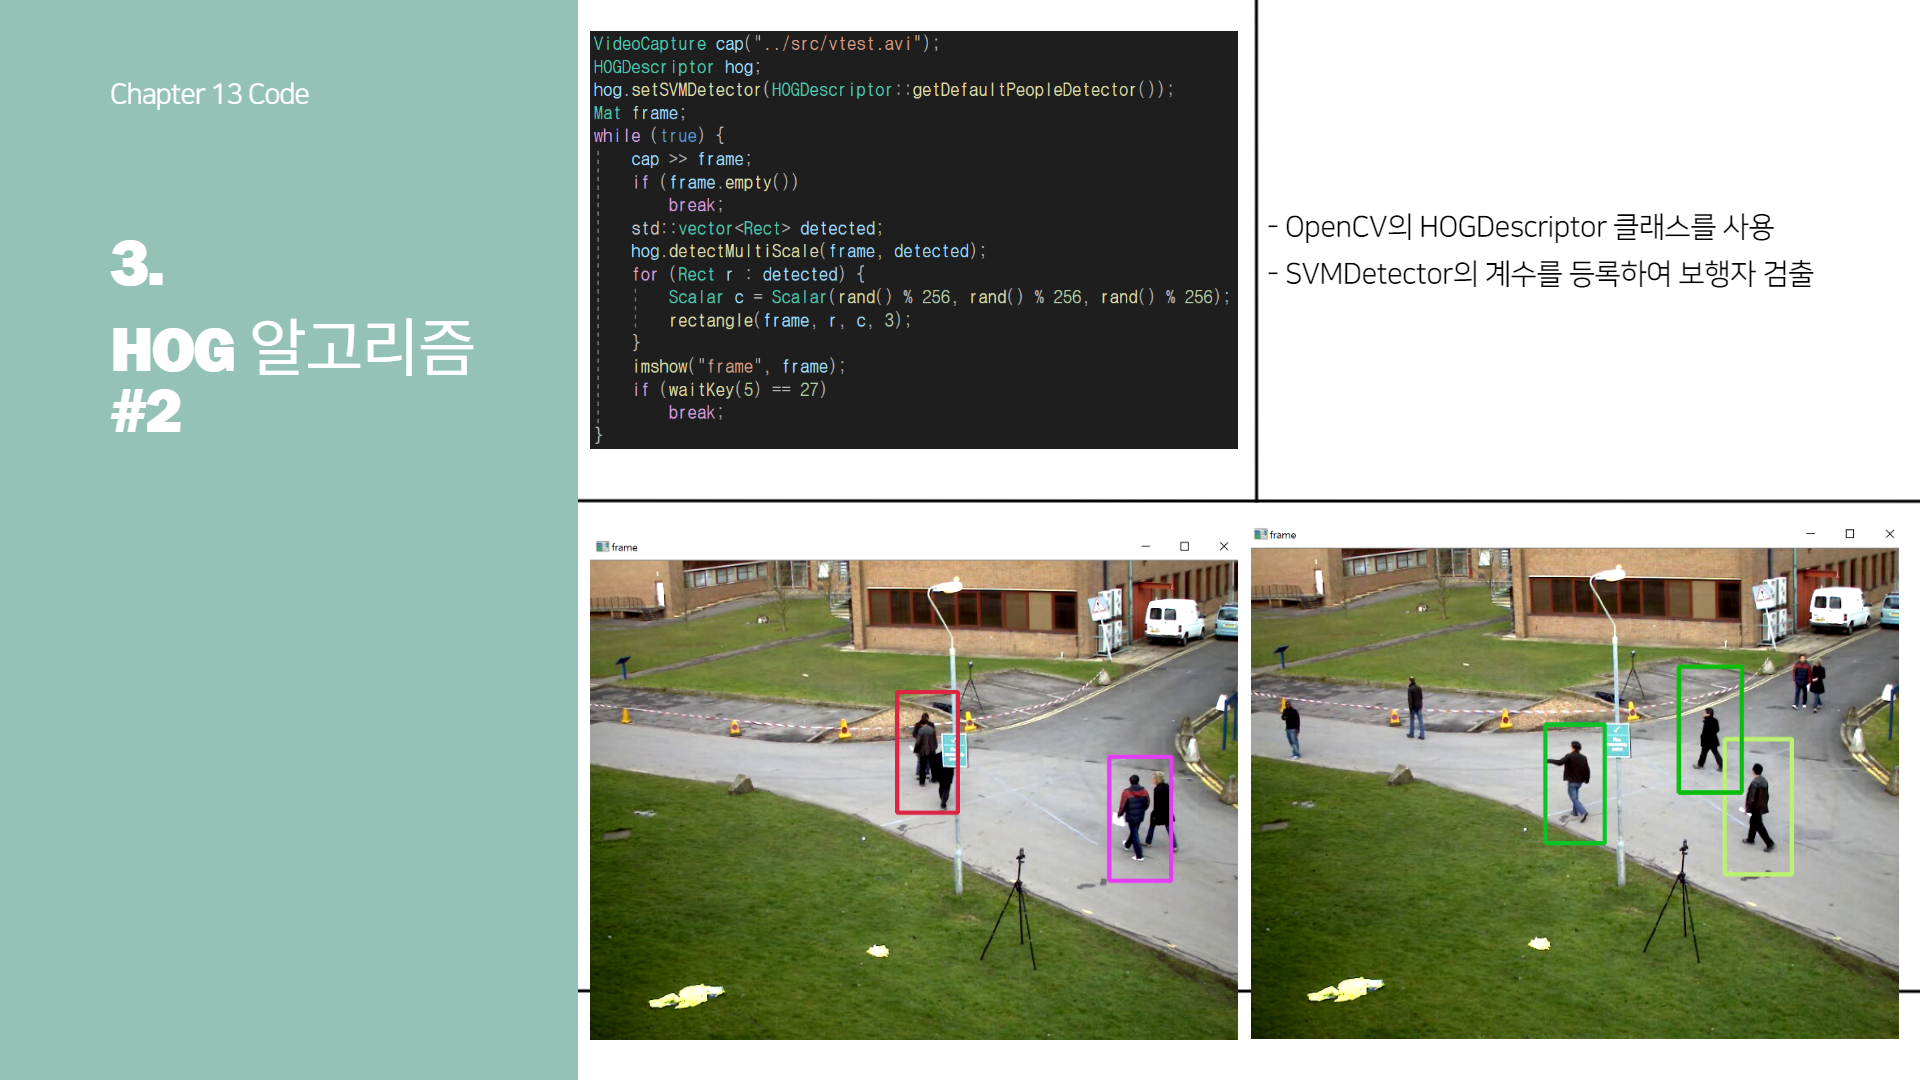 Chapter 13 Code
3.
HOG 알고리즘
#2
VideoCapture cap("../src/vtest.avi");
HOGDescriptor hog;
hog.setSVMDetector(HOGDescriptor::getDefaultPeopleDetector());
Mat frame;
while (true) {
cap >> frame;
if (frame.empty())
break;
std::vector<Rect> detected;
hog.detectMultiScale(frame, detected);
for (Rect r : detected) {
Scalar c = Scalar(rand() % 256, rand() % 256, rand() % 256);
rectangle(frame, r, c, 3);
}
imshow("frame", frame);
if (waitKey(5) == 27)
break;
}
- OpenCV의 HOGDescriptor 클래스를 사용
- SVMDetector의 계수를 등록하여 보행자 검출
frame
frame